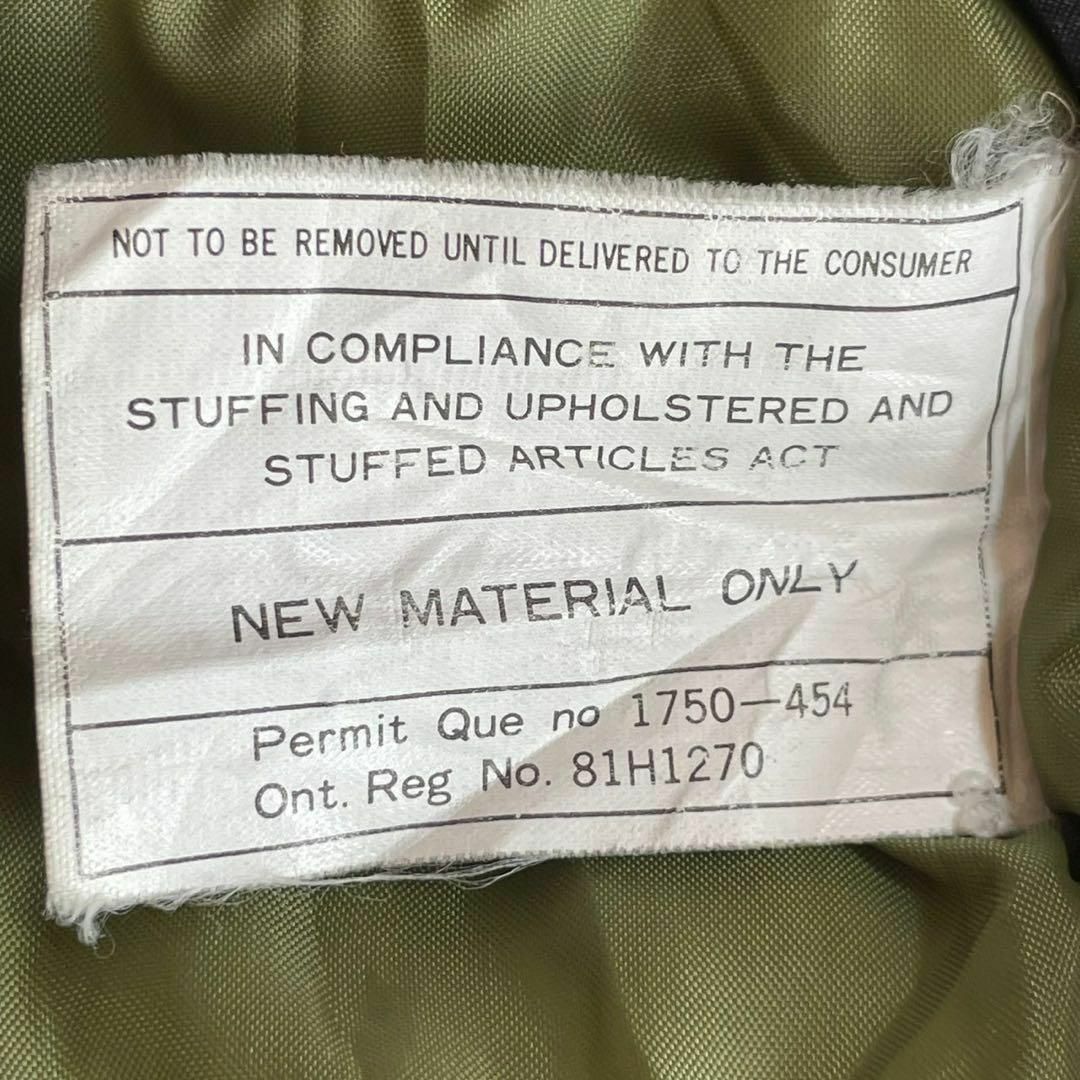 NOT TO BE REMOVED UNTIL DELIVERED TO THE CONSUMER
IN COMPLIANCE WITH THE
STUFFING AND UPHOLSTERED AND
STUFFED ARTICLES ACT
NEW MATERIAL ONLY
Permit Que no 1750—454
Ont. Reg No. 81H1270